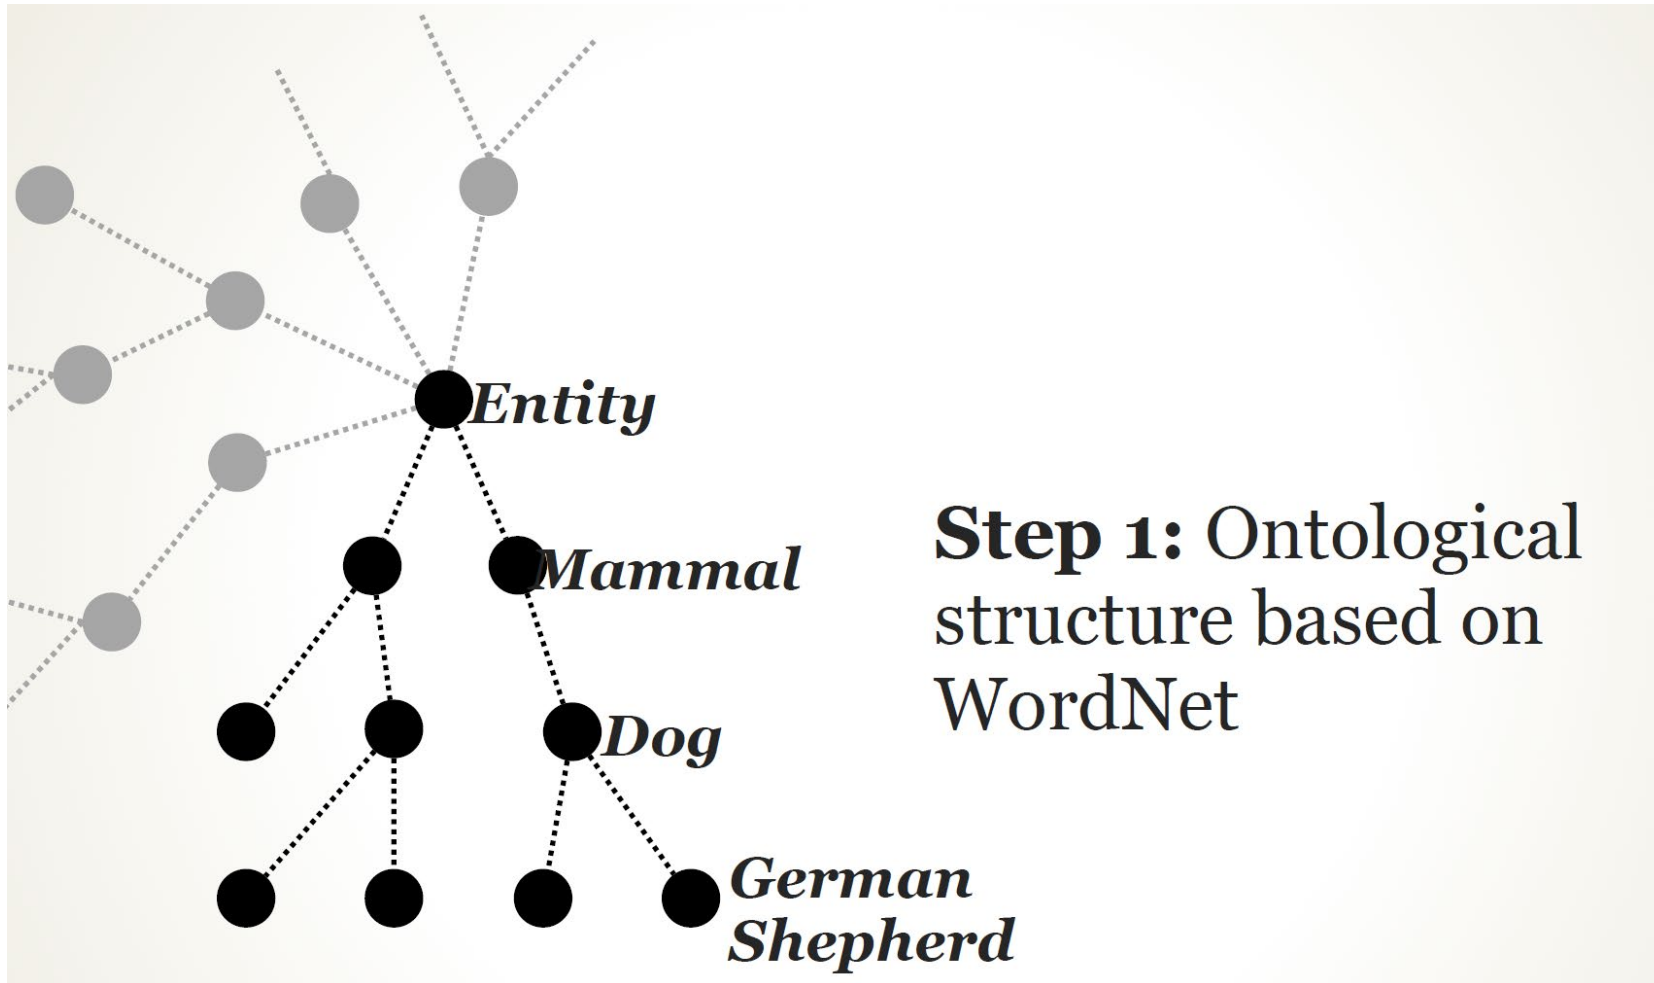 Entity
Mammal
Dog
German
Shepherd
Step 1: Ontological
structure based on
WordNet